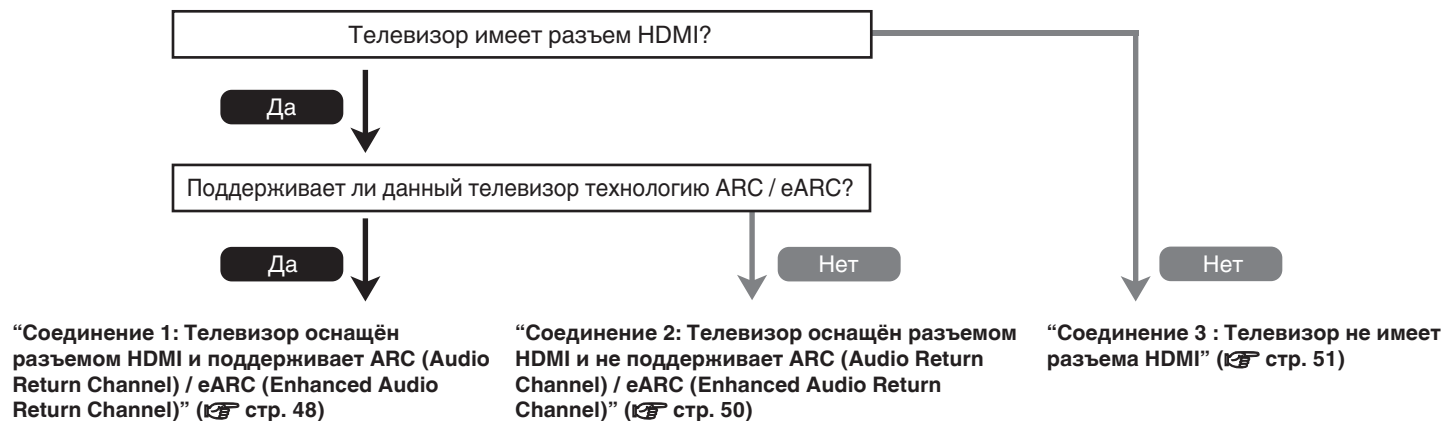 Телевизор имеет разъем HDMI?
Да
Поддерживает ли данный телевизор технологию ARC / eARC?
Да
Нет
Нет
“Соединение 1: Телевизор оснащён
разъемом HDMI и поддерживает ARC (Audio
Return Channel) / eARC (Enhanced Audio
Return Channel)” (☞ стр. 48)
“Соединение 2: Телевизор оснащён разъемом
HDMI и не поддерживает ARC (Audio Return
Channel) / eARC (Enhanced Audio Return
Channel)” (☞ стр. 50)
“Соединение 3 : Телевизор не имеет
разъема HDMI” (☞ стр. 51)